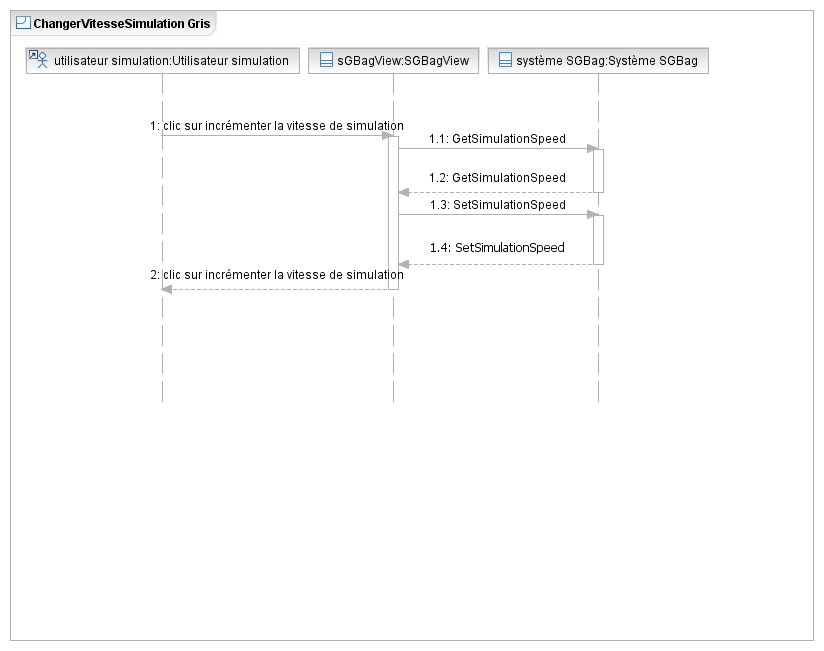 ChangerVitesseSimulation Gris
utilisateur simulation:Utilisateur simulation
sGBagView:SGBagView
système SGBag:Système SGBag
1: clic sur incrémenter la vitesse de simulation
1.1: GetSimulationSpeed
1.2: GetSimulationSpeed
1.3: SetSimulationSpeed
1.4: SetSimulationSpeed
2: clic sur incrémenter la vitesse de simulation